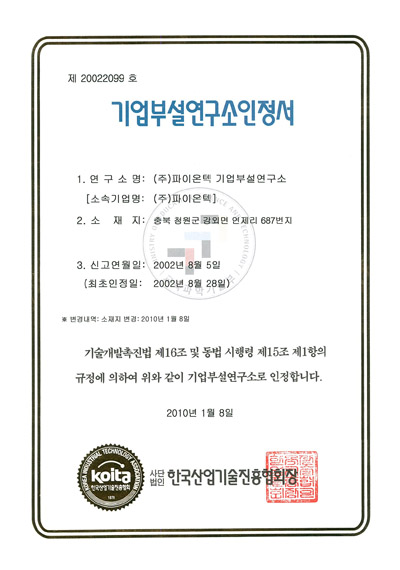 제 20022099 호
기업부설연구소인정서
1. 연 구 소 명: (주)파이온텍 기업부설연구소
[소속기업명: (주)파이온텍]
2. 소 재 지: 충북 청원군 강외면 연제리 687번지
3. 신고연월일: 2002년 8월 5일
(최초인정일: 2002년 8월 28일)
※ 변경내역: 소재지 변경: 2010년 1월 8일
기술개발촉진법 제16조 및 동법 시행령 제15조 제1항의
규정에 의하여 위와 같이 기업부설연구소로 인정합니다.
2010년 1월 8일
KOREA INDUSTRIAL TECHNOLOGY ASSOCIATION
koita
한국산업기술진흥협회
사단
법인
한국산업기술진흥협회장